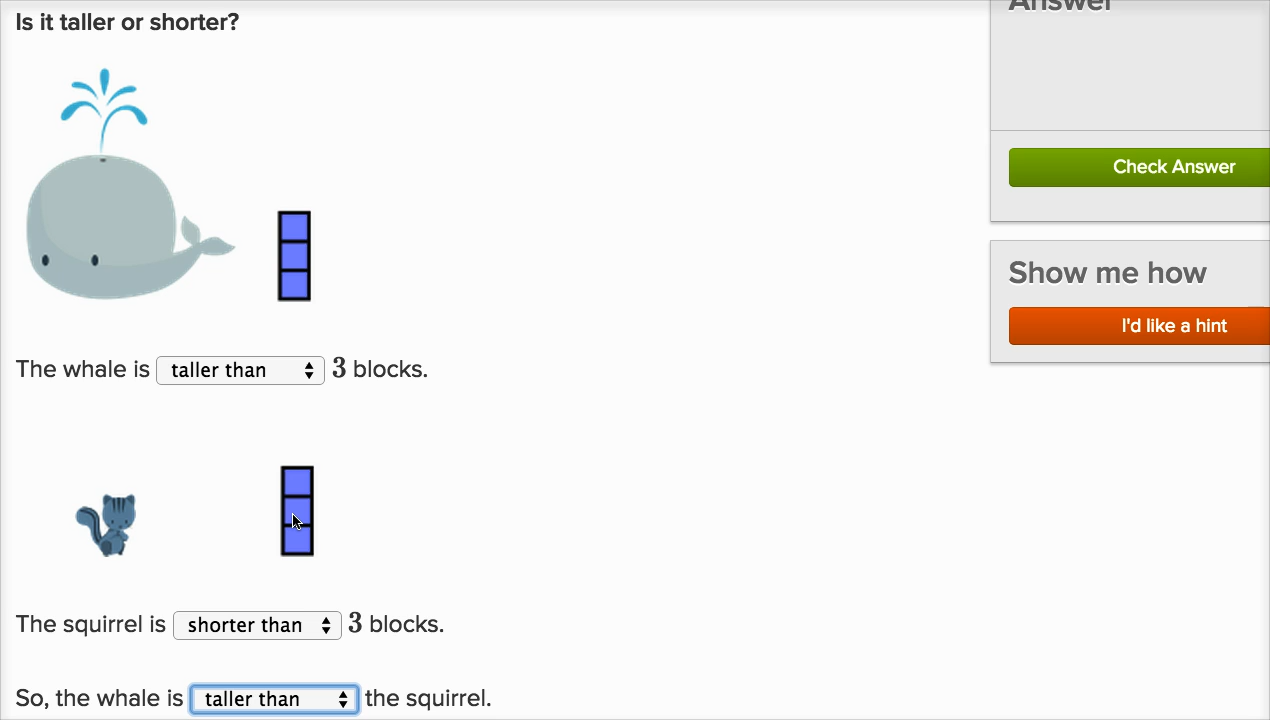 Is it taller or shorter?
Answer
Check Answer
Show me how
I'd like a hint
The whale is taller than 3 blocks.
The squirrel is shorter than 3 blocks.
So, the whale is taller than the squirrel.